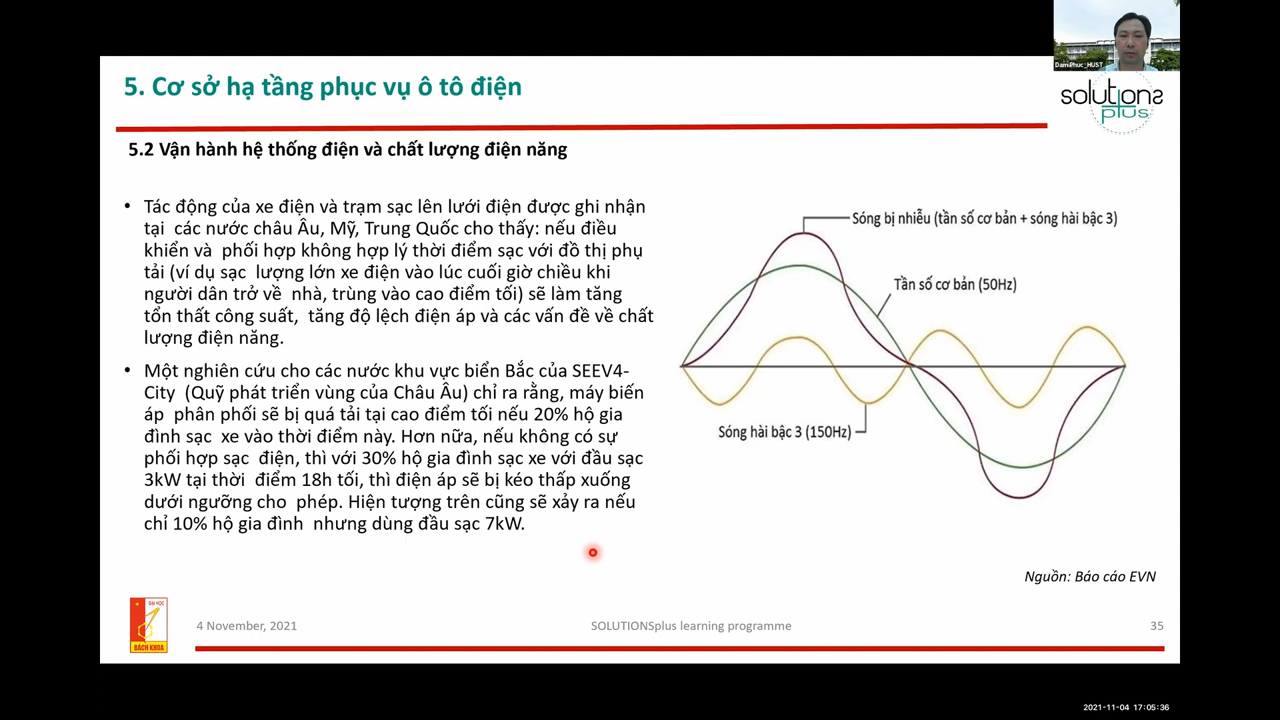 DamPhuc_HUST
solutions
plus
5. Cơ sở hạ tầng phục vụ ô tô điện
5.2 Vận hành hệ thống điện và chất lượng điện năng
• Tác động của xe điện và trạm sạc lên lưới điện được ghi nhận
tại các nước châu Âu, Mỹ, Trung Quốc cho thấy: nếu điều
khiển và phối hợp không hợp lý thời điểm sạc với đồ thị phụ
tải (ví dụ sạc lượng lớn xe điện vào lúc cuối giờ chiều khi
người dân trở về nhà, trùng vào cao điểm tối) sẽ làm tăng
tổn thất công suất, tăng độ lệch điện áp và các vấn đề về chất
lượng điện năng.
• Một nghiên cứu cho các nước khu vực biển Bắc của SEEV4-
City (Quỹ phát triển vùng của Châu Âu) chỉ ra rằng, máy biến
áp phân phối sẽ bị quá tải tại cao điểm tối nếu 20% hộ gia
đình sạc xe vào thời điểm này. Hơn nữa, nếu không có sự
phối hợp sạc điện, thì với 30% hộ gia đình sạc xe với đầu sạc
3kW tại thời điểm 18h tối, thì điện áp sẽ bị kéo thấp xuống
dưới ngưỡng cho phép. Hiện tượng trên cũng sẽ xảy ra nếu
chỉ 10% hộ gia đình nhưng dùng đầu sạc 7kW.
Sóng bị nhiễu (tần số cơ bản + sóng hài bậc 3)
Tần số cơ bản (50Hz)
Sóng hài bậc 3 (150Hz)
Nguồn: Báo cáo EVN
ĐẠI HỌC
BÁCH KHOA
4 November, 2021
SOLUTIONSplus learning programme
35
2021-11-04 17:05:36